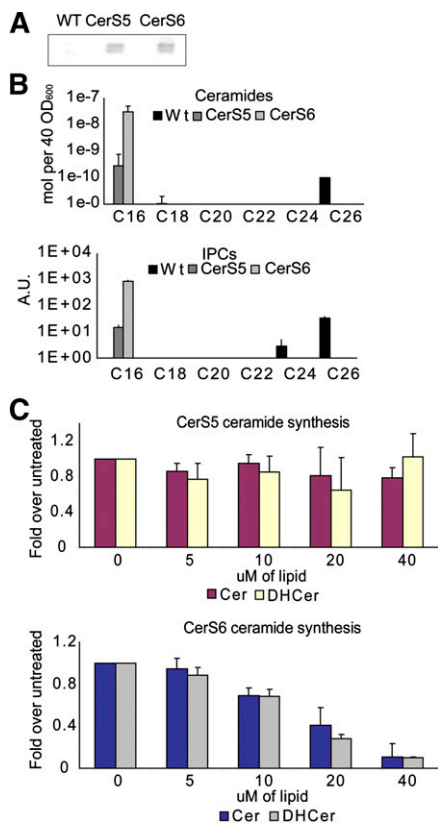 A
WT CerS5 CerS6
B
Ceramides
mol per 40 OD600
1e-7
1e-8
1e-9
1e-10
1e-0
Wt CerS5 CerS6
C16 C18 C20 C22 C24 C26
IPCs
A.U.
1E+04
1E+03
1E+02
1E+01
1E+00
Wt CerS5 CerS6
C16 C18 C20 C22 C24 C26
C
CerS5 ceramide synthesis
Fold over untreated
1.2
0.8
0.4
0
0 5 10 20 40
uM of lipid
Cer DHCer
CerS6 ceramide synthesis
Fold over untreated
1.2
0.8
0.4
0
0 5 10 20 40
uM of lipid
Cer DHCer